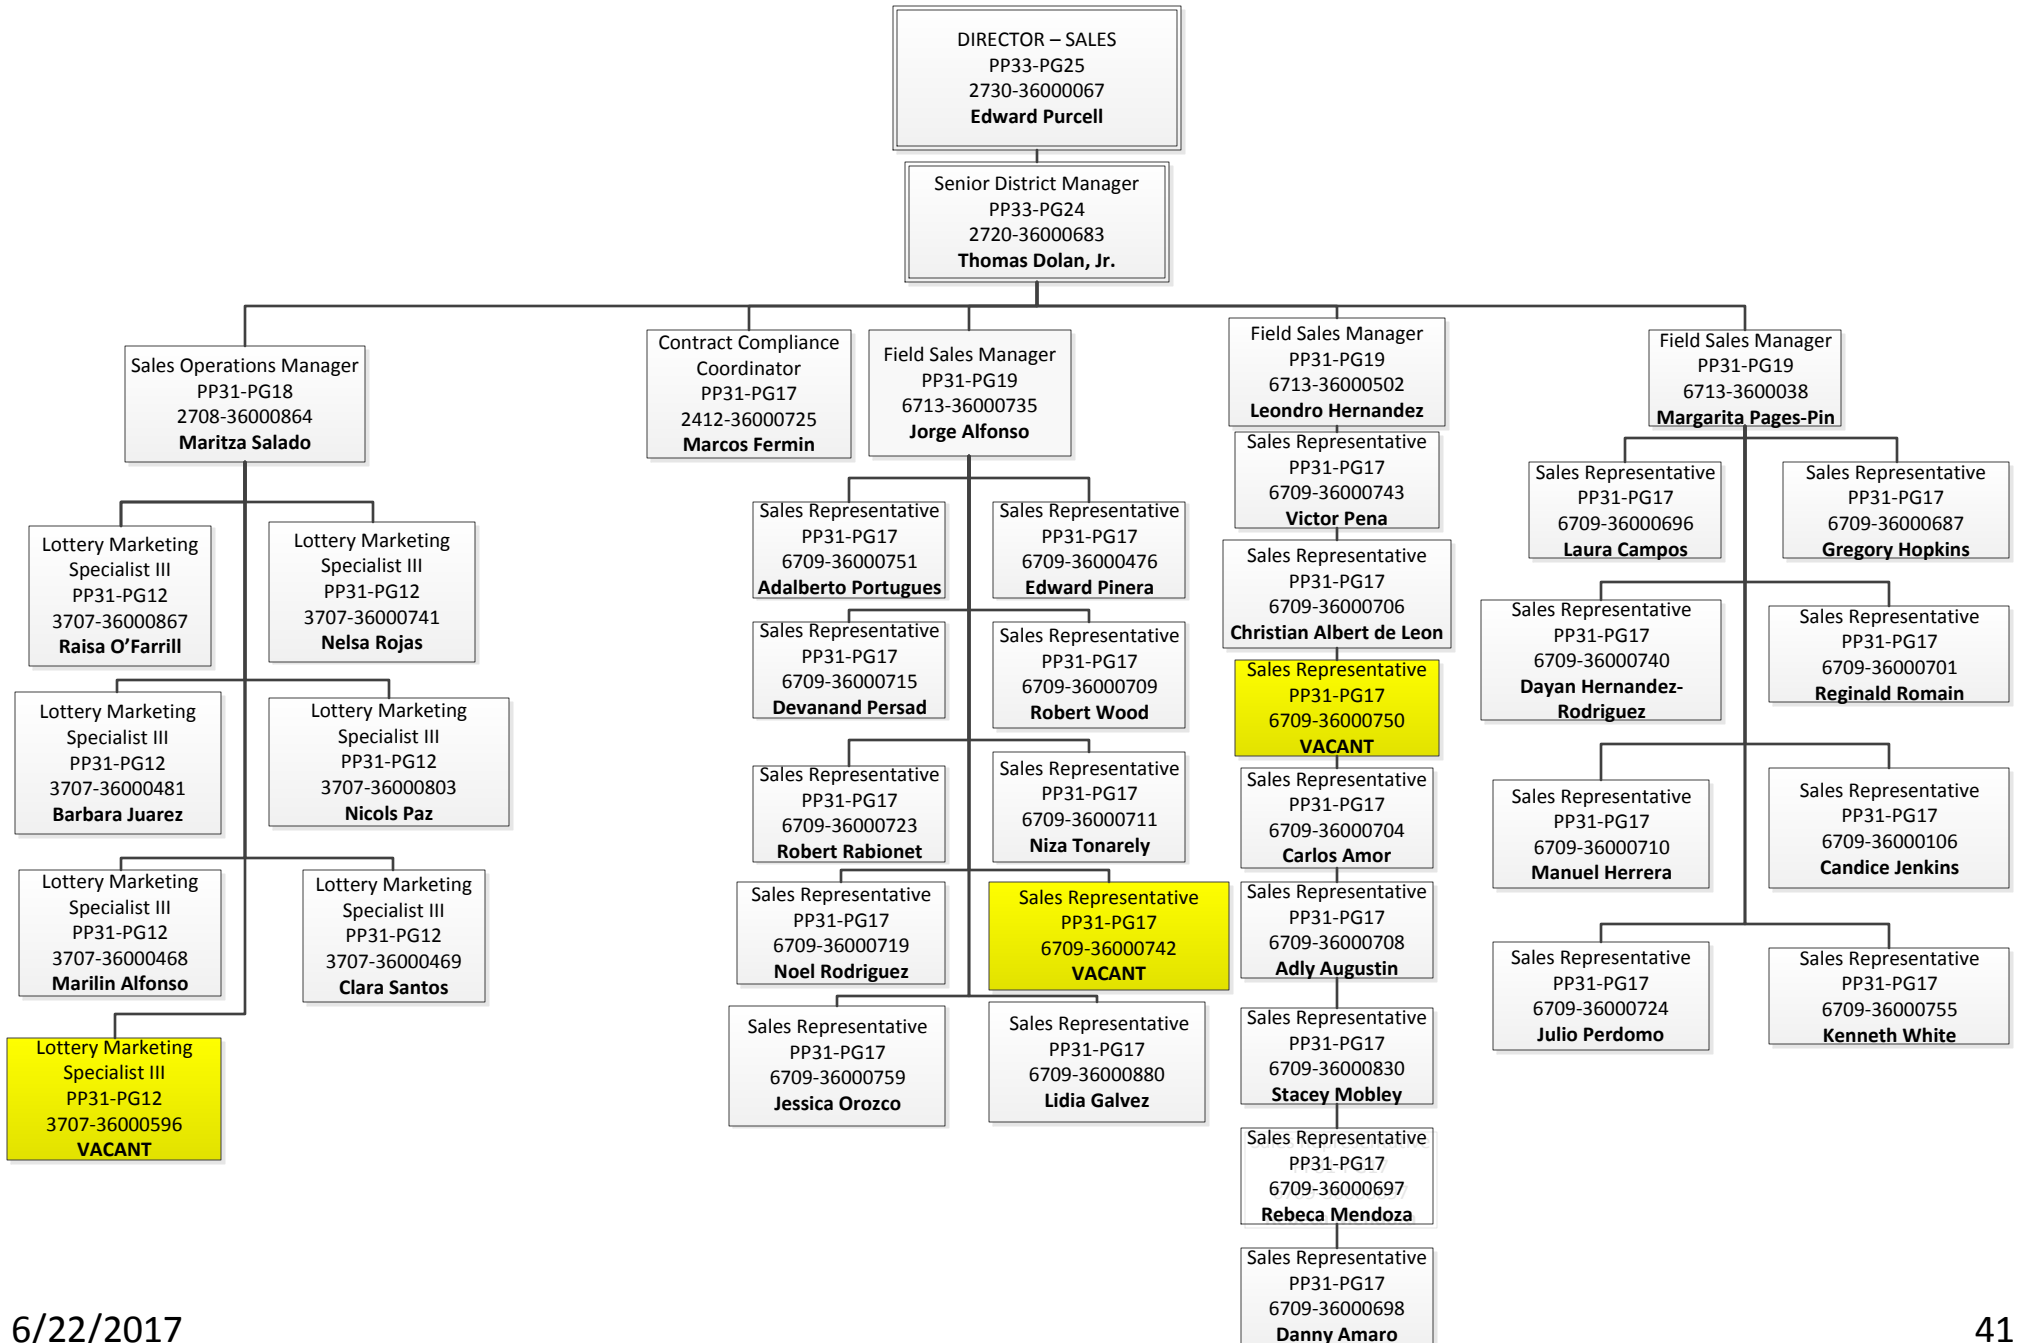 DIRECTOR – SALES
PP33-PG25
2730-36000067
Edward Purcell
Senior District Manager
PP33-PG24
2720-36000683
Thomas Dolan, Jr.
Sales Operations Manager
PP31-PG18
2708-36000864
Maritza Salado
Contract Compliance
Coordinator
PP31-PG17
2412-36000725
Marcos Fermin
Field Sales Manager
PP31-PG19
6713-36000735
Jorge Alfonso
Field Sales Manager
PP31-PG19
6713-36000502
Leondro Hernandez
Field Sales Manager
PP31-PG19
6713-3600038
Margarita Pages-Pin
Lottery Marketing
Specialist III
PP31-PG12
3707-36000867
Raisa O’Farrill
Lottery Marketing
Specialist III
PP31-PG12
3707-36000741
Nelsa Rojas
Lottery Marketing
Specialist III
PP31-PG12
3707-36000481
Barbara Juarez
Lottery Marketing
Specialist III
PP31-PG12
3707-36000803
Nicols Paz
Lottery Marketing
Specialist III
PP31-PG12
3707-36000468
Marilin Alfonso
Lottery Marketing
Specialist III
PP31-PG12
3707-36000469
Clara Santos
Lottery Marketing
Specialist III
PP31-PG12
3707-36000596
VACANT
Sales Representative
PP31-PG17
6709-36000751
Adalberto Portugues
Sales Representative
PP31-PG17
6709-36000476
Edward Pinera
Sales Representative
PP31-PG17
6709-36000715
Devanand Persad
Sales Representative
PP31-PG17
6709-36000709
Robert Wood
Sales Representative
PP31-PG17
6709-36000723
Robert Rabionet
Sales Representative
PP31-PG17
6709-36000711
Niza Tonarely
Sales Representative
PP31-PG17
6709-36000719
Noel Rodriguez
Sales Representative
PP31-PG17
6709-36000742
VACANT
Sales Representative
PP31-PG17
6709-36000759
Jessica Orozco
Sales Representative
PP31-PG17
6709-36000880
Lidia Galvez
Sales Representative
PP31-PG17
6709-36000743
Victor Pena
Sales Representative
PP31-PG17
6709-36000706
Christian Albert de Leon
Sales Representative
PP31-PG17
6709-36000750
VACANT
Sales Representative
PP31-PG17
6709-36000704
Carlos Amor
Sales Representative
PP31-PG17
6709-36000708
Adly Augustin
Sales Representative
PP31-PG17
6709-36000830
Stacey Mobley
Sales Representative
PP31-PG17
6709-36000697
Rebeca Mendoza
Sales Representative
PP31-PG17
6709-36000698
Danny Amaro
Sales Representative
PP31-PG17
6709-36000696
Laura Campos
Sales Representative
PP31-PG17
6709-36000687
Gregory Hopkins
Sales Representative
PP31-PG17
6709-36000740
Dayan Hernandez-
Rodriguez
Sales Representative
PP31-PG17
6709-36000701
Reginald Romain
Sales Representative
PP31-PG17
6709-36000710
Manuel Herrera
Sales Representative
PP31-PG17
6709-36000106
Candice Jenkins
Sales Representative
PP31-PG17
6709-36000724
Julio Perdomo
Sales Representative
PP31-PG17
6709-36000755
Kenneth White
6/22/2017
41